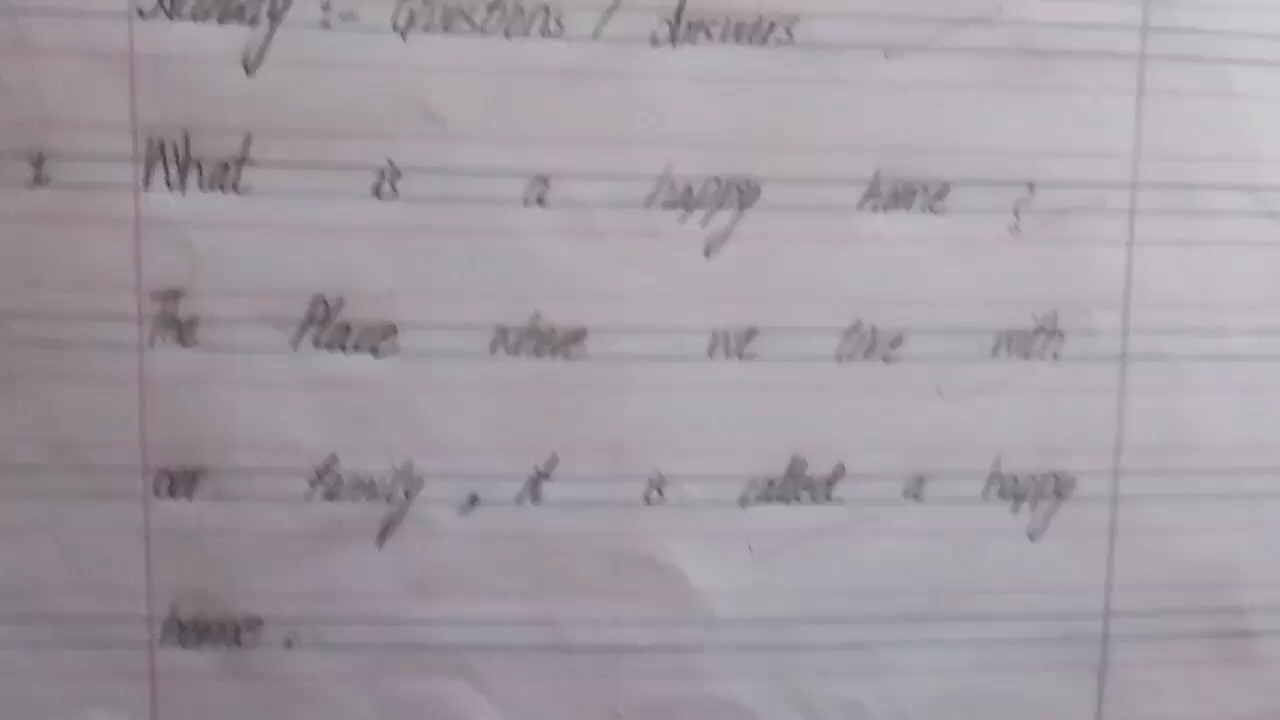 Activity :- Questions / Answers
1 What is a happy home ?
The Place where we live with
our family , it is called a happy
home .